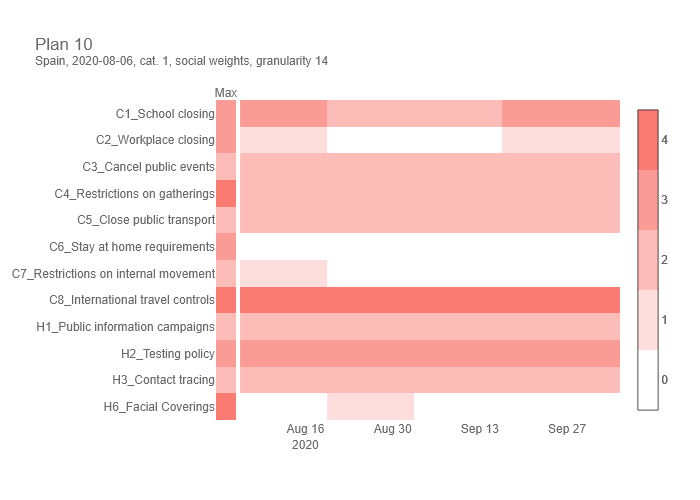 Plan 10
Spain, 2020-08-06, cat. 1, social weights, granularity 14
Max
C1_School closing
C2_Workplace closing
C3_Cancel public events
C4_Restrictions on gatherings
C5_Close public transport
C6_Stay at home requirements
C7_Restrictions on internal movement
C8_International travel controls
H1_Public information campaigns
H2_Testing policy
H3_Contact tracing
H6_Facial Coverings
Aug 16 Aug 30 Sep 13 Sep 27
2020
4
3
2
1
0